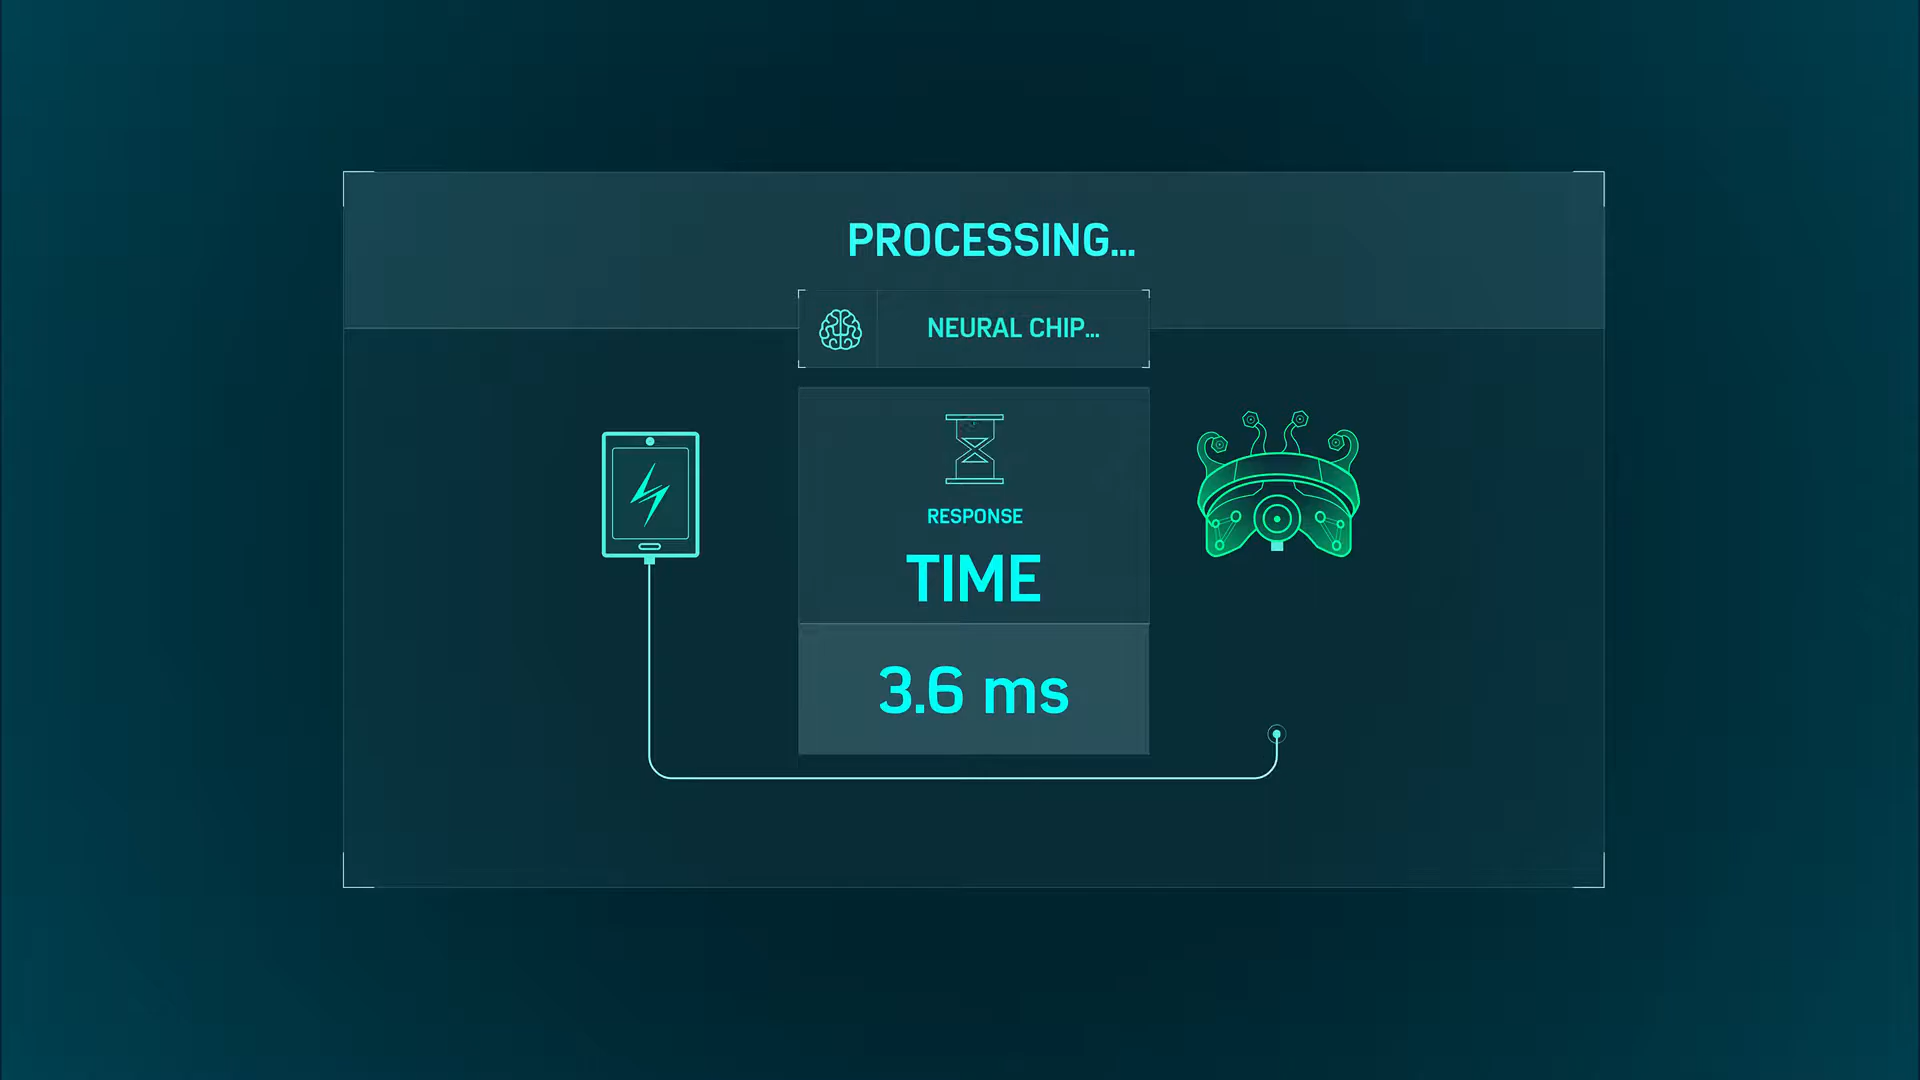 PROCESSING...
NEURAL CHIP...
RESPONSE
TIME
3.6 ms